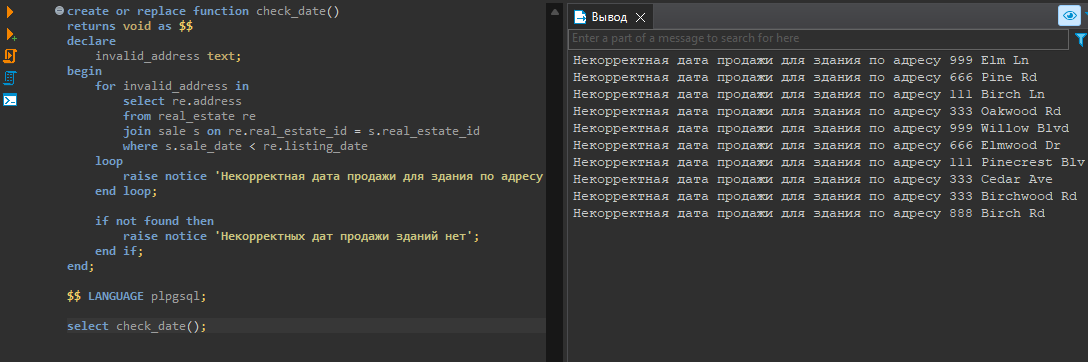 create or replace function check_date()
returns void as $$
declare
    invalid_address text;
begin
    for invalid_address in
        select re.address
        from real_estate re
        join sale s on re.real_estate_id = s.real_estate_id
        where s.sale_date < re.listing_date
    loop
        raise notice 'Некорректная дата продажи для здания по адресу
    end loop;
    if not found then
        raise notice 'Некорректных дат продажи зданий нет';
    end if;
end;
$$ LANGUAGE plpgsql;
select check_date();
Вывод
Enter a part of a message to search for here
Некорректная дата продажи для здания по адресу 999 Elm Ln
Некорректная дата продажи для здания по адресу 666 Pine Rd
Некорректная дата продажи для здания по адресу 111 Birch Ln
Некорректная дата продажи для здания по адресу 333 Oakwood Rd
Некорректная дата продажи для здания по адресу 999 Willow Blvd
Некорректная дата продажи для здания по адресу 666 Elmwood Dr
Некорректная дата продажи для здания по адресу 111 Pinecrest Blv
Некорректная дата продажи для здания по адресу 333 Cedar Ave
Некорректная дата продажи для здания по адресу 333 Birchwood Rd
Некорректная дата продажи для здания по адресу 888 Birch Rd